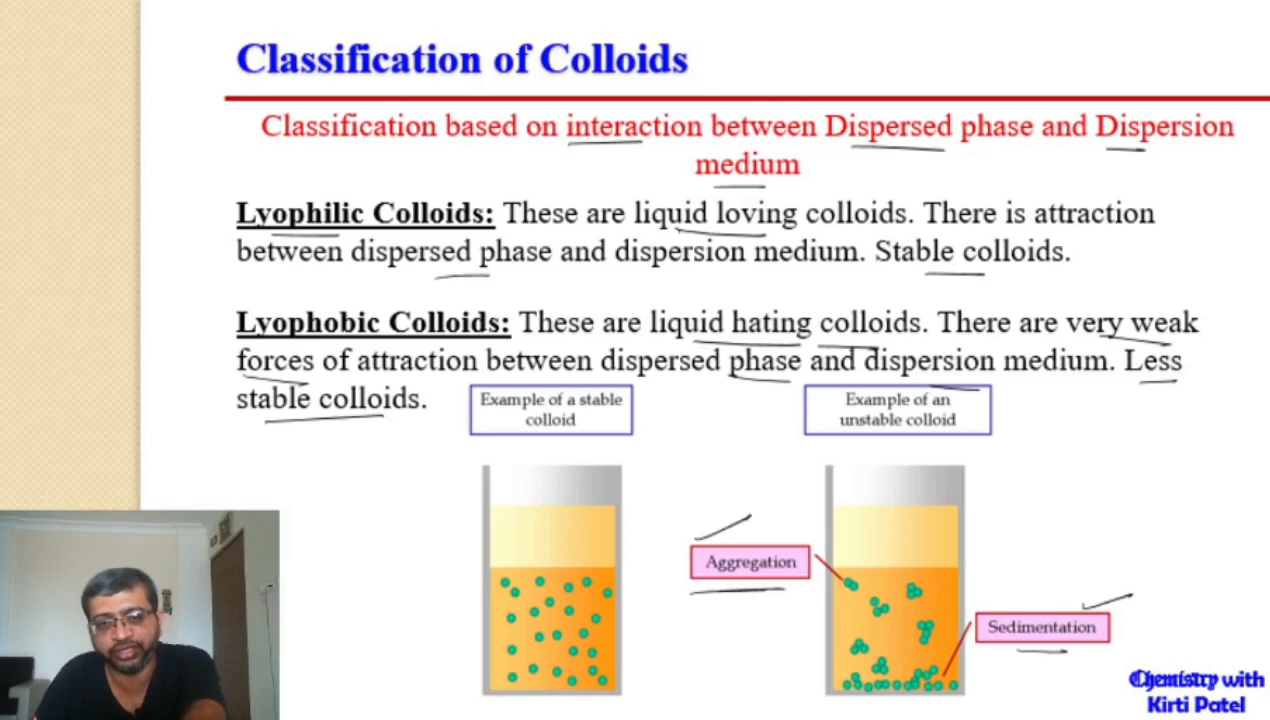 Classification of Colloids
Classification based on interaction between Dispersed phase and Dispersion
medium
Lyophilic Colloids: These are liquid loving colloids. There is attraction
between dispersed phase and dispersion medium. Stable colloids.
Lyophobic Colloids: These are liquid hating colloids. There are very weak
forces of attraction between dispersed phase and dispersion medium. Less
stable colloids.
Example of a stable
colloid
Example of an
unstable colloid
Aggregation
Sedimentation
Chemistry with
Kirti Patel